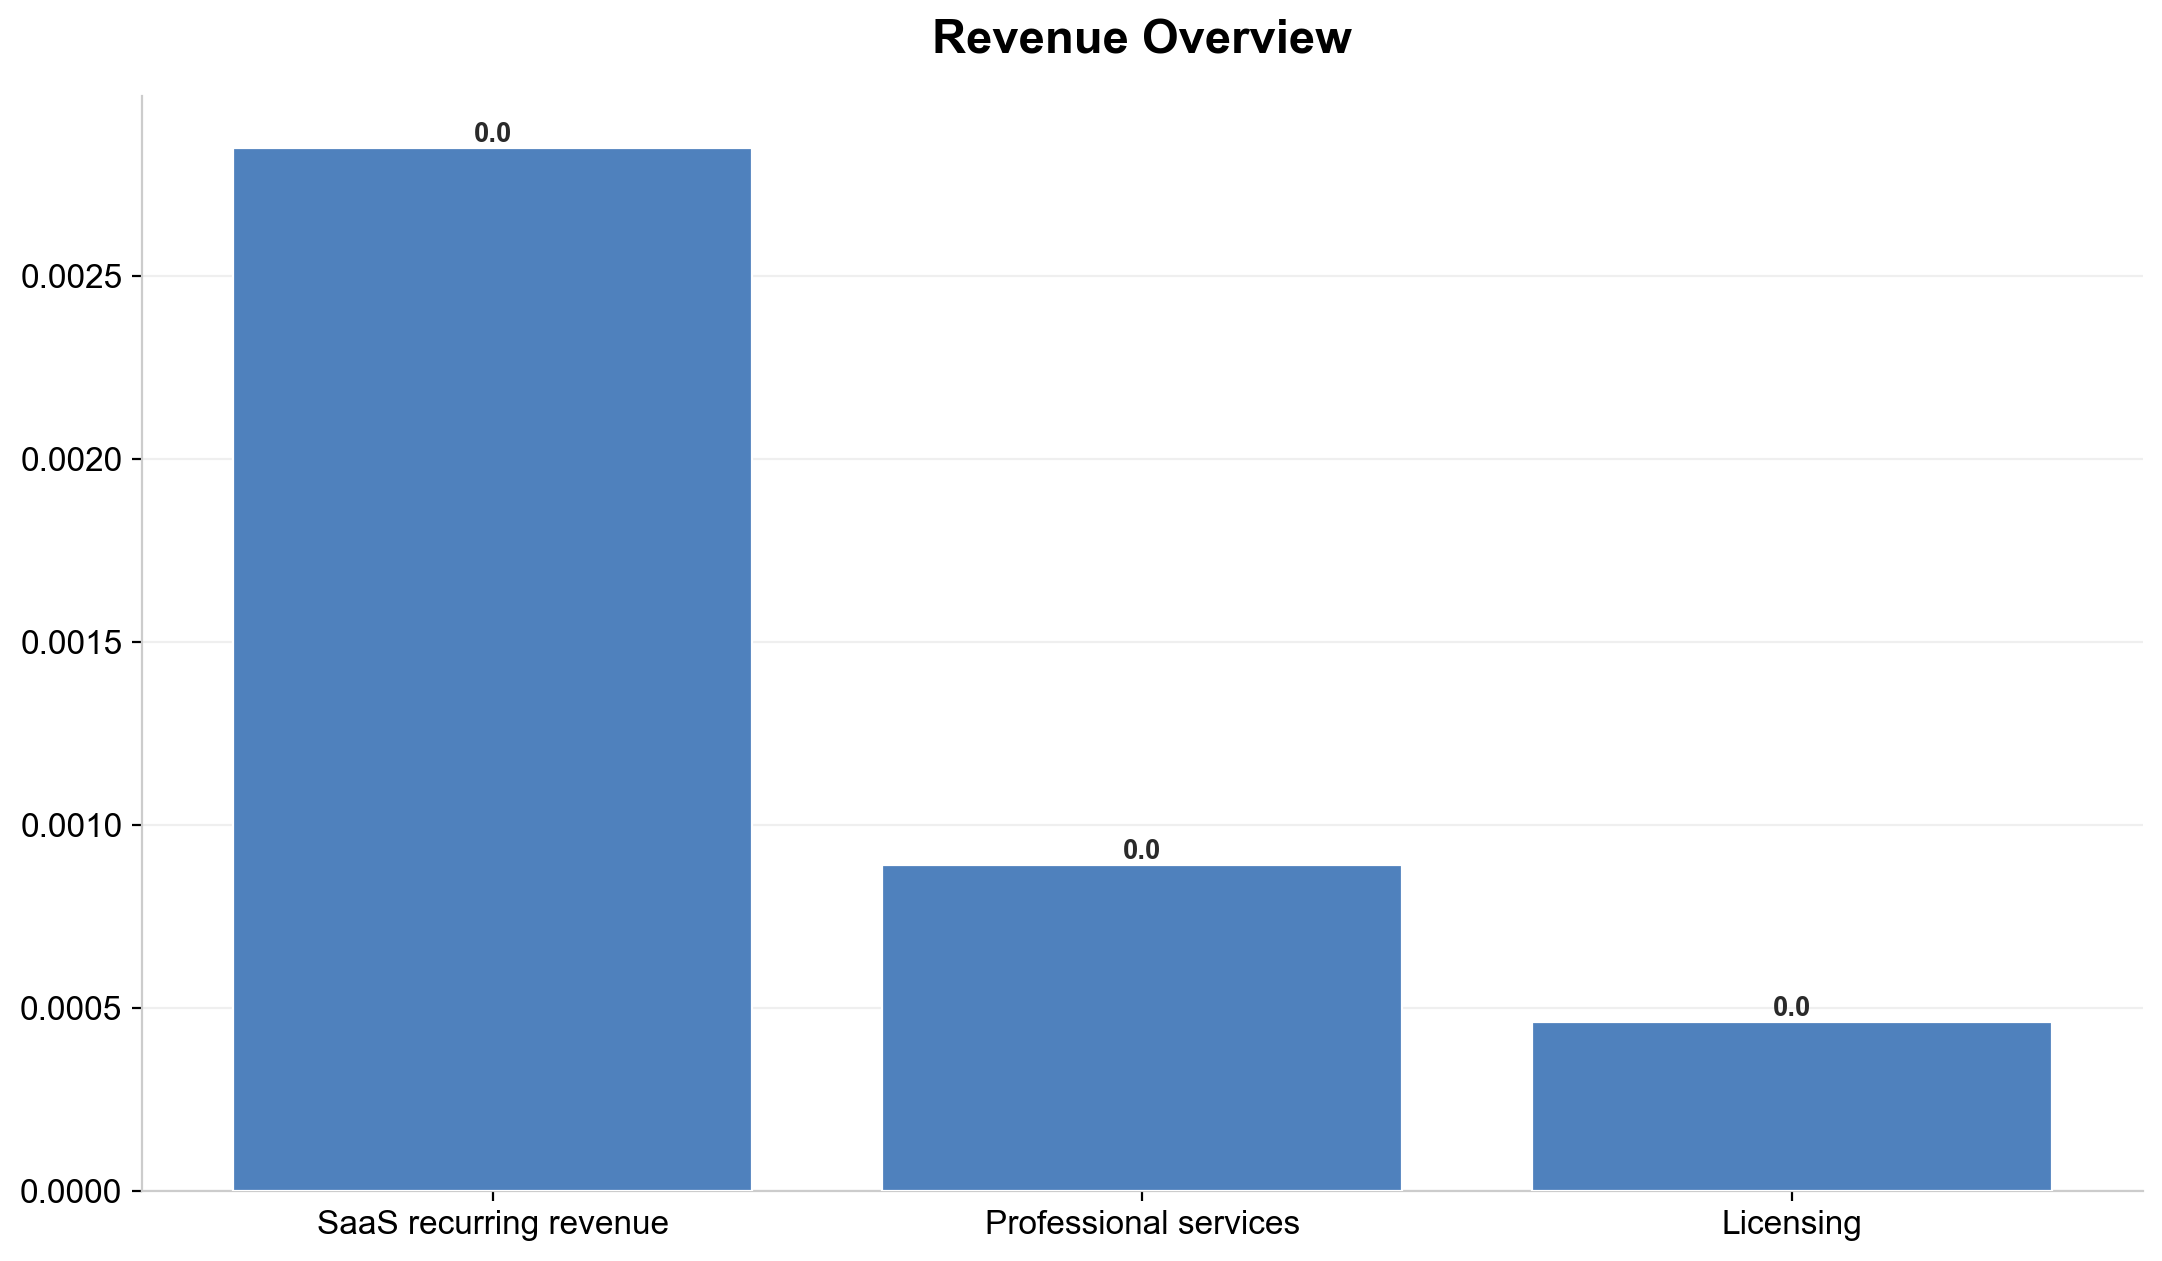 Revenue Overview
0.0
0.0025
0.0020
0.0015
0.0010
0.0
0.0005
0.0
0.0000
SaaS recurring revenue
Professional services
Licensing